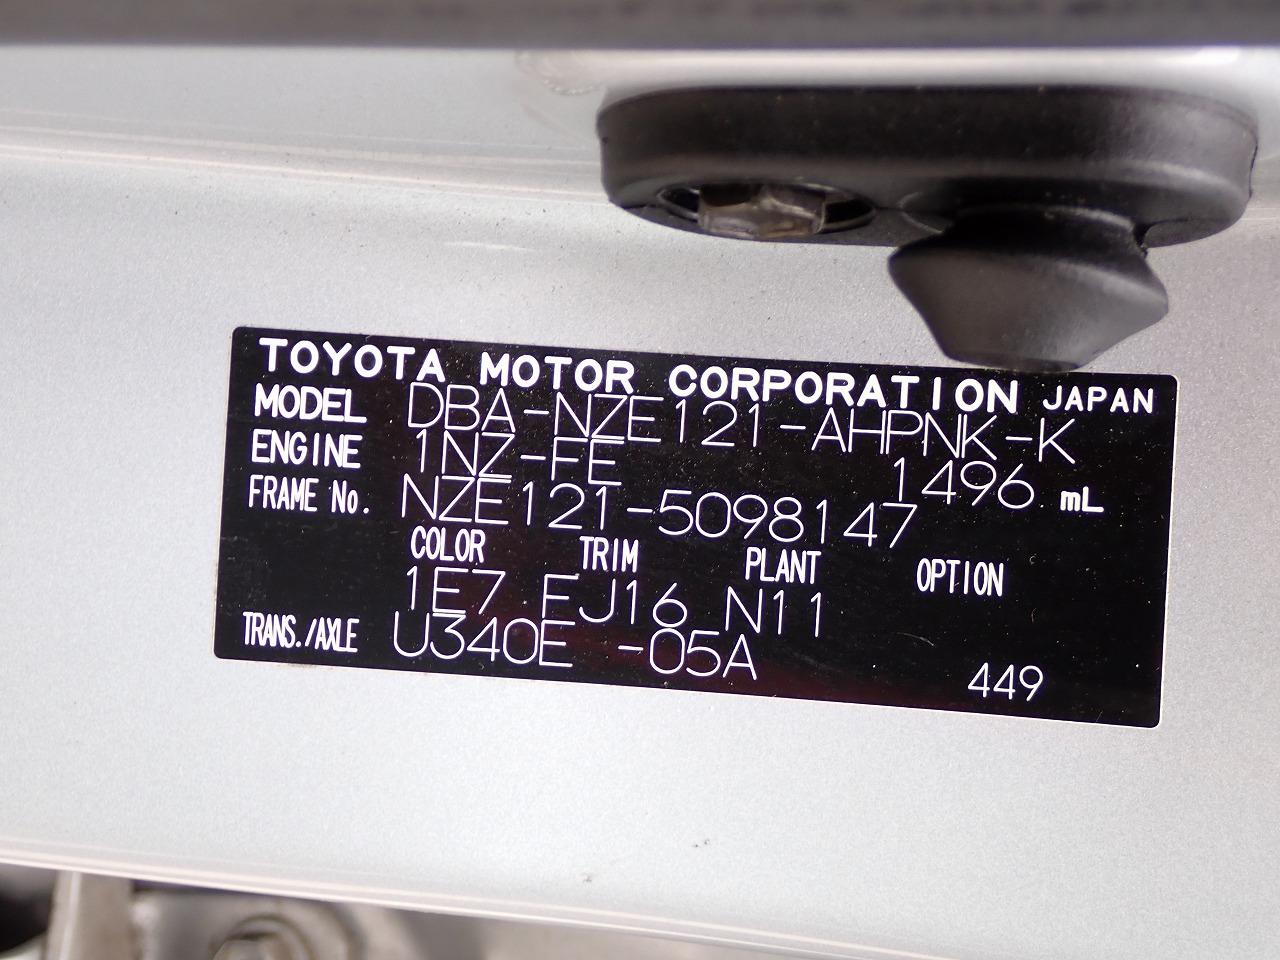 TOYOTA MOTOR CORPORATION JAPAN
MODEL DBA-NZE121-AHPNK-K
ENGINE 1NZ-FE 1496 mL
FRAME No. NZE121-5098147
COLOR TRIM PLANT OPTION
1E7 FJ16 N11
TRANS./AXLE U340E -05A
449